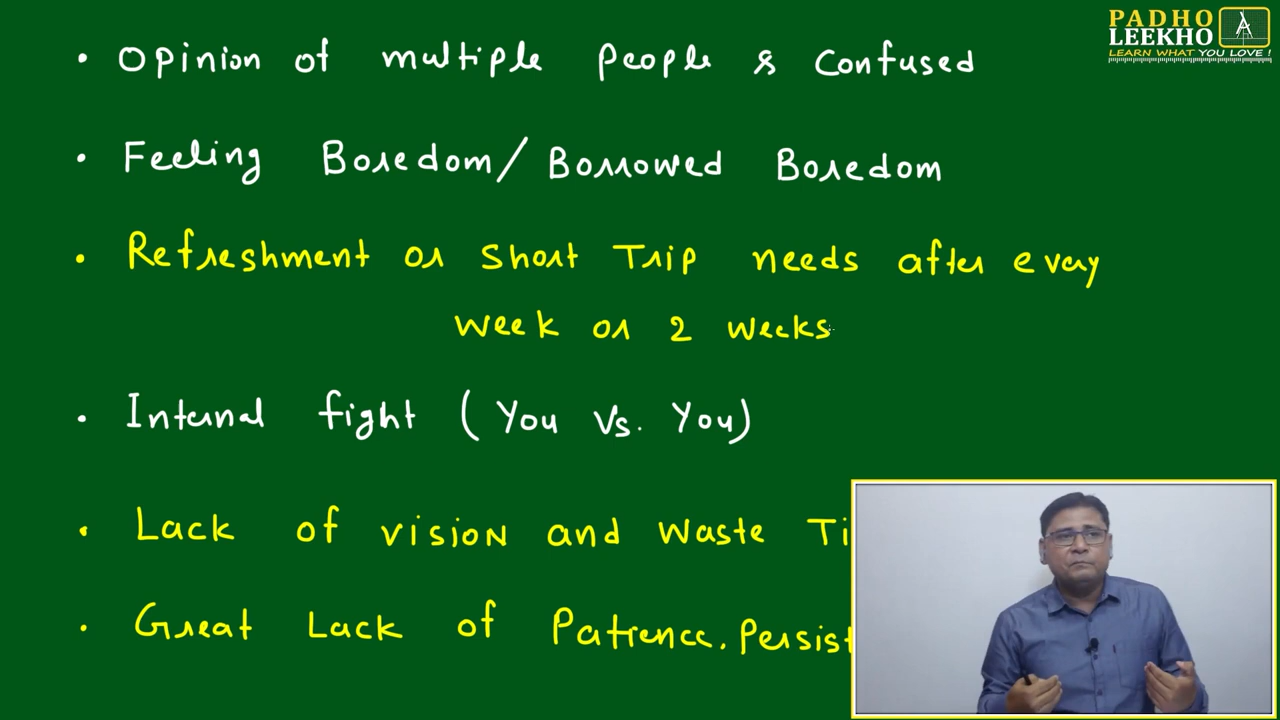 PADHO
LEEKHO
LEARN WHAT YOU LOVE !
• Opinion of multiple People & Confused
• Feeling Boredom/Borrowed Boredom
• Refreshment or Short Trip needs after every
week or 2 weeks
• Internal fight (You Vs. You)
• Lack of vision and waste Ti
• Great Lack of Patience. Persist